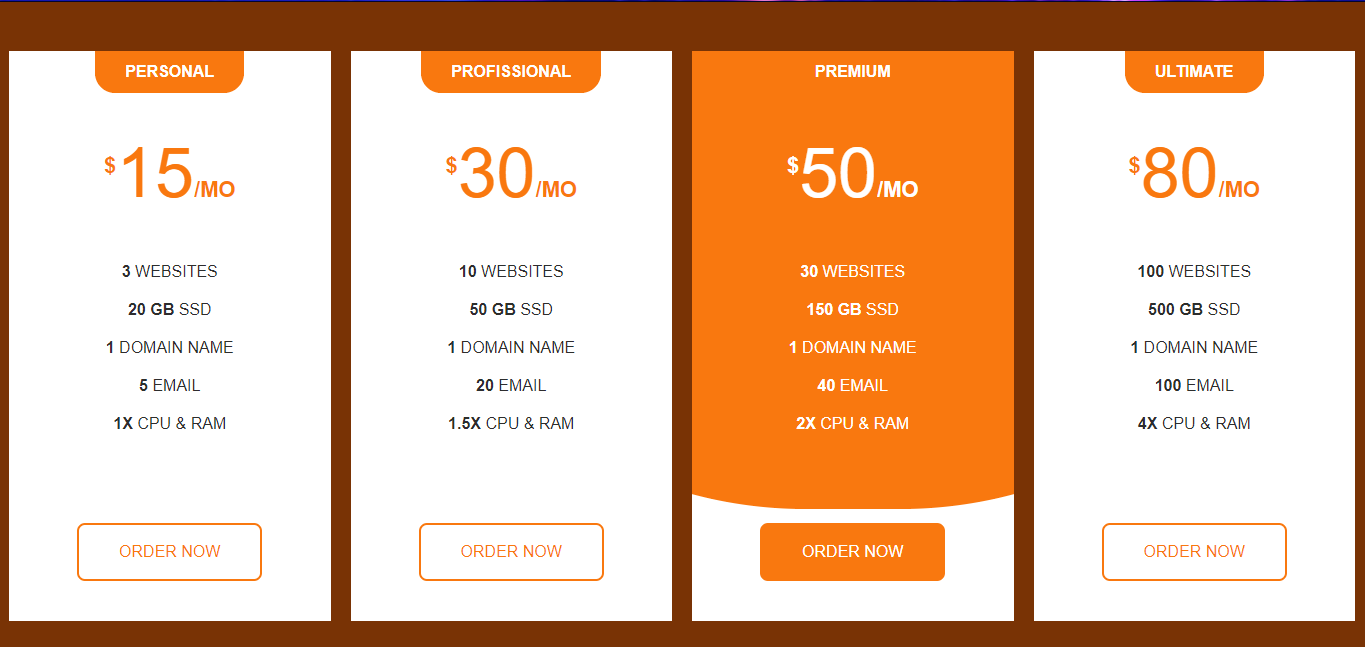 PERSONAL
$15/MO
3 WEBSITES
20 GB SSD
1 DOMAIN NAME
5 EMAIL
1X CPU & RAM
ORDER NOW
PROFISSIONAL
$30/MO
10 WEBSITES
50 GB SSD
1 DOMAIN NAME
20 EMAIL
1.5X CPU & RAM
ORDER NOW
PREMIUM
$50/MO
30 WEBSITES
150 GB SSD
1 DOMAIN NAME
40 EMAIL
2X CPU & RAM
ORDER NOW
ULTIMATE
$80/MO
100 WEBSITES
500 GB SSD
1 DOMAIN NAME
100 EMAIL
4X CPU & RAM
ORDER NOW